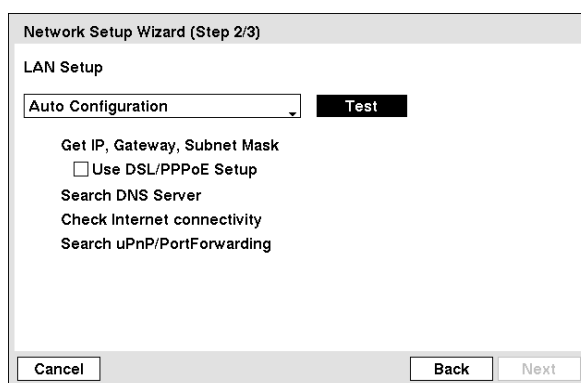 Network Setup Wizard (Step 2/3)
LAN Setup
Auto Configuration
Test
Get IP, Gateway, Subnet Mask
Use DSL/PPPoE Setup
Search DNS Server
Check Internet connectivity
Search uPnP/PortForwarding
Cancel
Back
Next